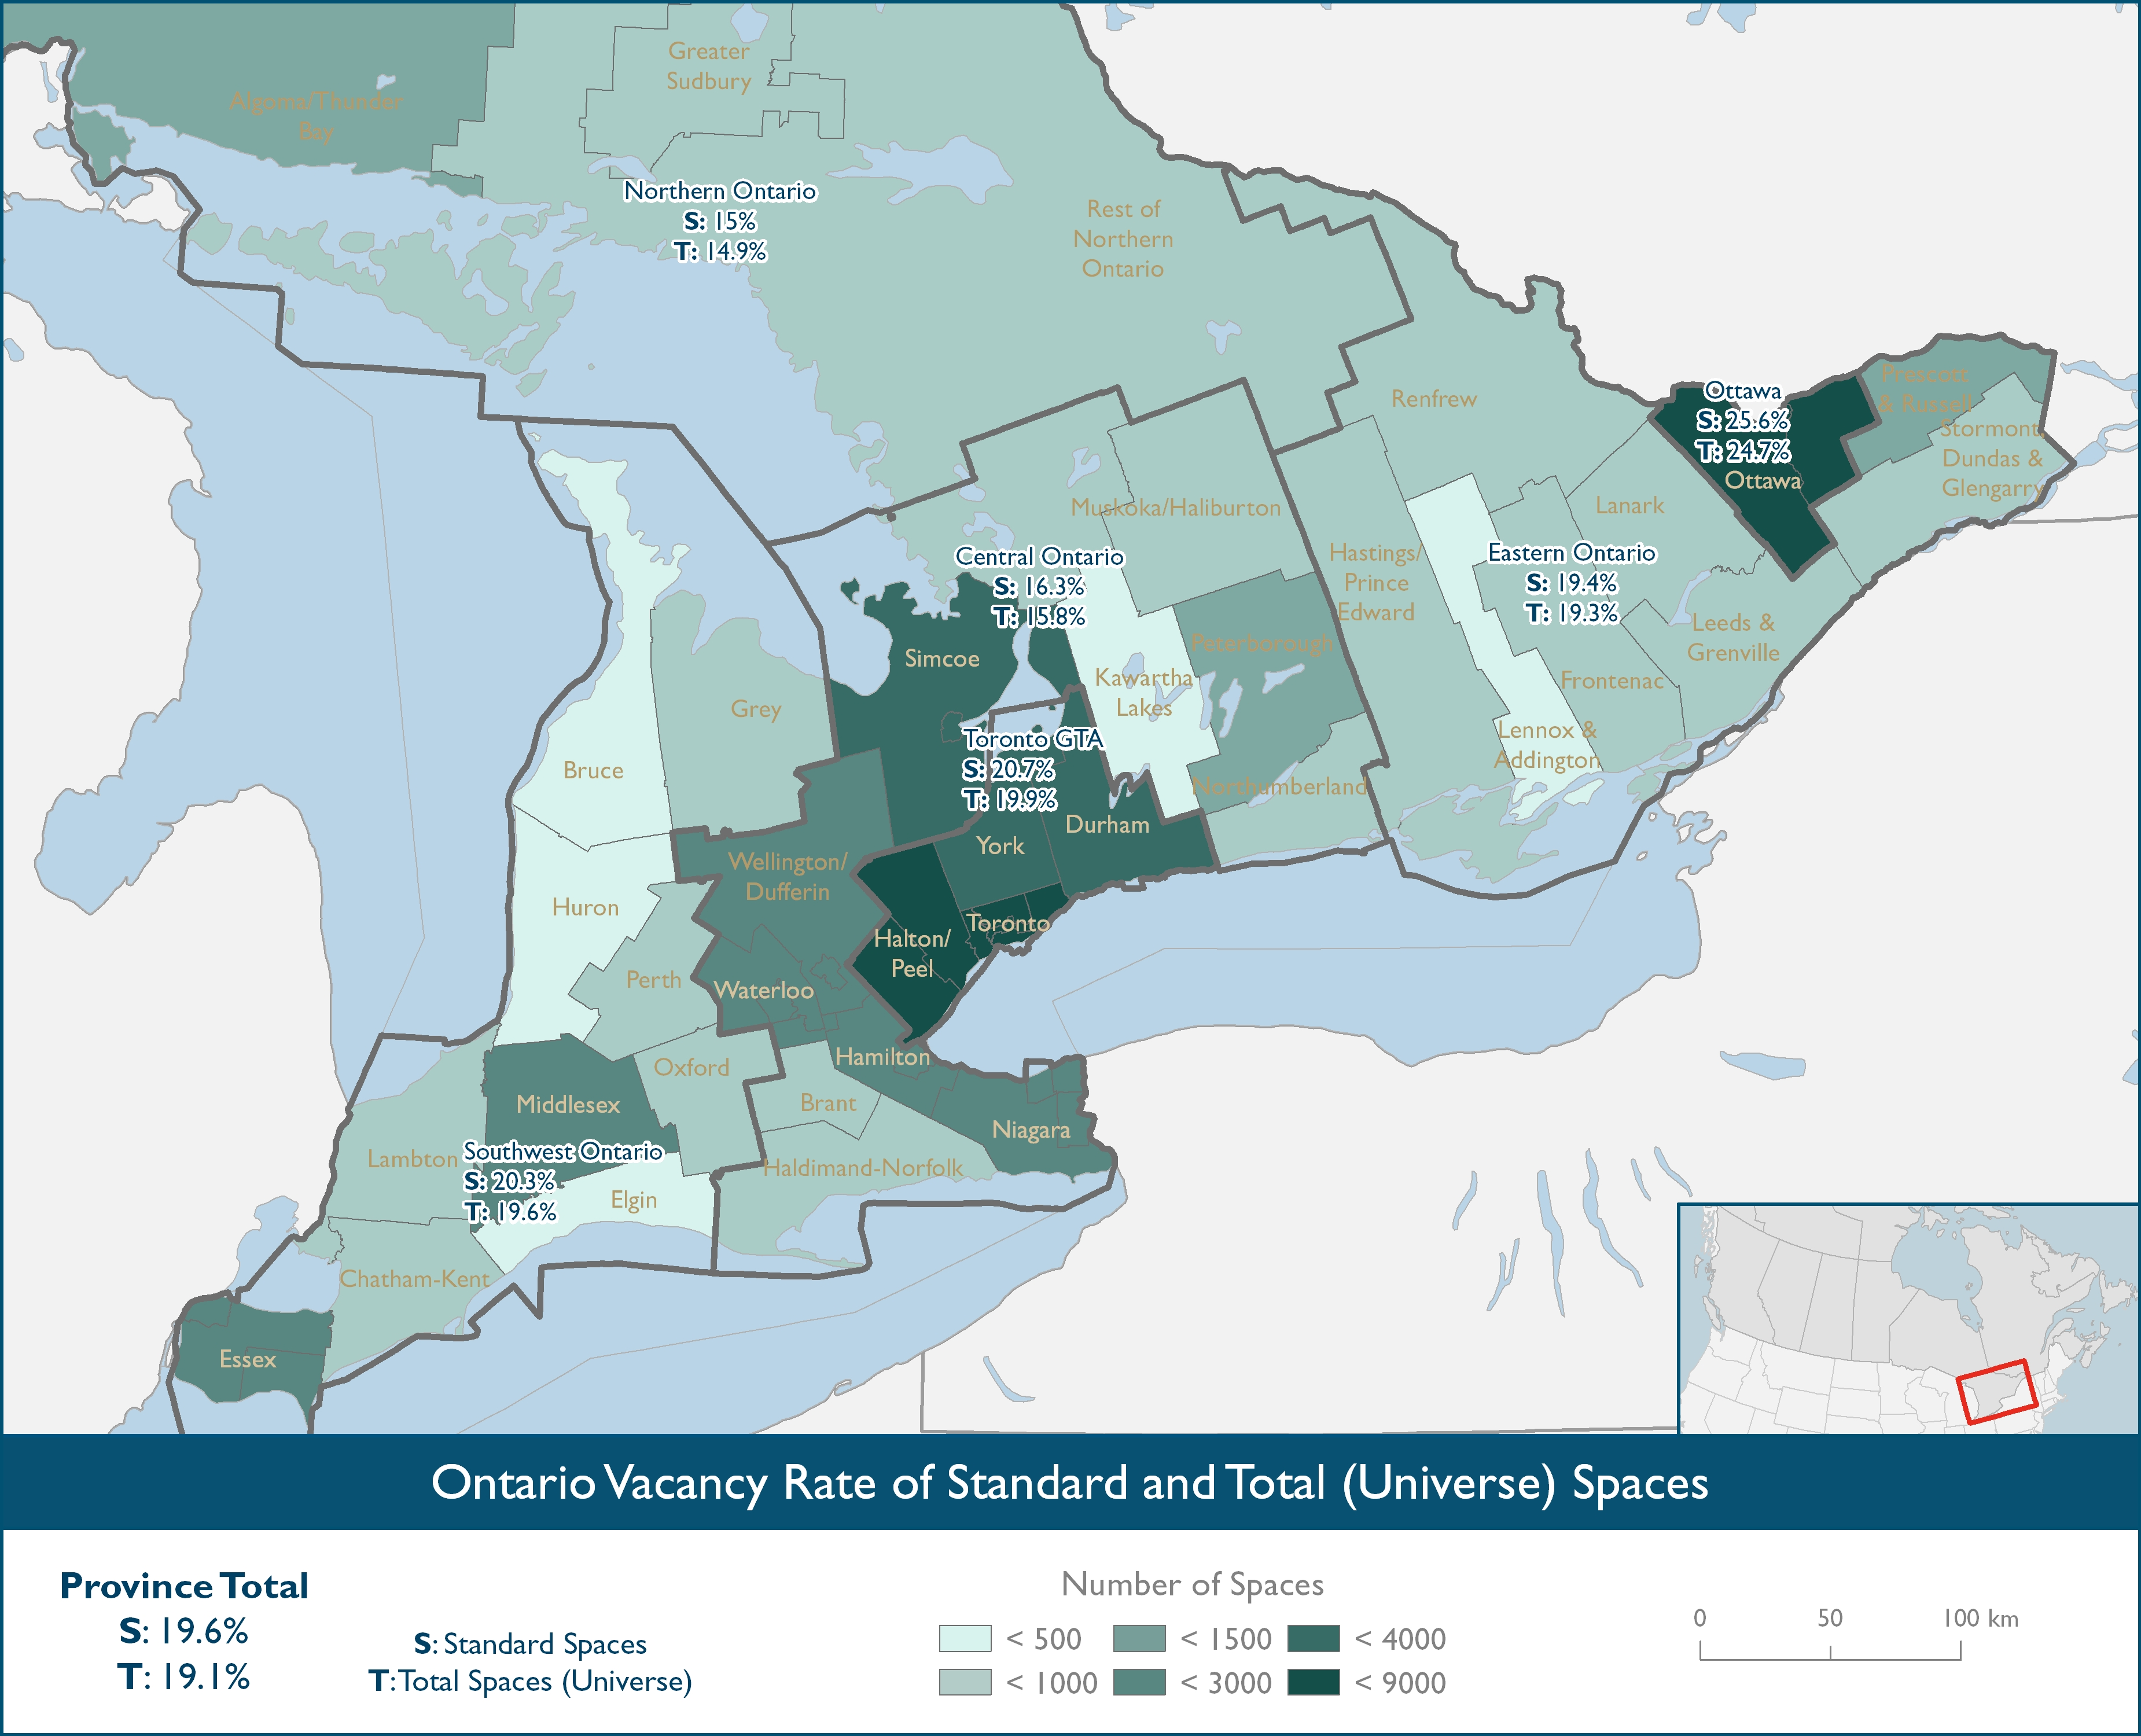 Greater
Sudbury
Algoma/Thunder
Bay
Northern Ontario
S: 15%
T: 14.9%
Rest of
Northern
Ontario
Renfrew
Ottawa
S: 25.6%
T: 24.7%
Ottawa
Prescott
& Russell
Stormont,
Dundas &
Glengarry
Lanark
Muskoka/Haliburton
Central Ontario
S: 16.3%
T: 15.8%
Hastings/
Prince
Edward
Eastern Ontario
S: 19.4%
T: 19.3%
Leeds &
Grenville
Simcoe
Peterborough
Kawartha
Lakes
Frontenac
Grey
Lennox &
Addington
Toronto GTA
S: 20.7%
T: 19.9%
Bruce
Northumberland
Durham
York
Wellington/
Dufferin
Huron
Toronto
Halton/
Peel
Perth
Waterloo
Hamilton
Oxford
Middlesex
Brant
Niagara
Lambton
Southwest Ontario
S: 20.3%
T: 19.6%
Haldimand-Norfolk
Elgin
Chatham-Kent
Essex
Ontario Vacancy Rate of Standard and Total (Universe) Spaces
Province Total
S: 19.6%
T: 19.1%
S: Standard Spaces
T: Total Spaces (Universe)
Number of Spaces
< 500
< 1500
< 4000
< 1000
< 3000
< 9000
0 50 100 km